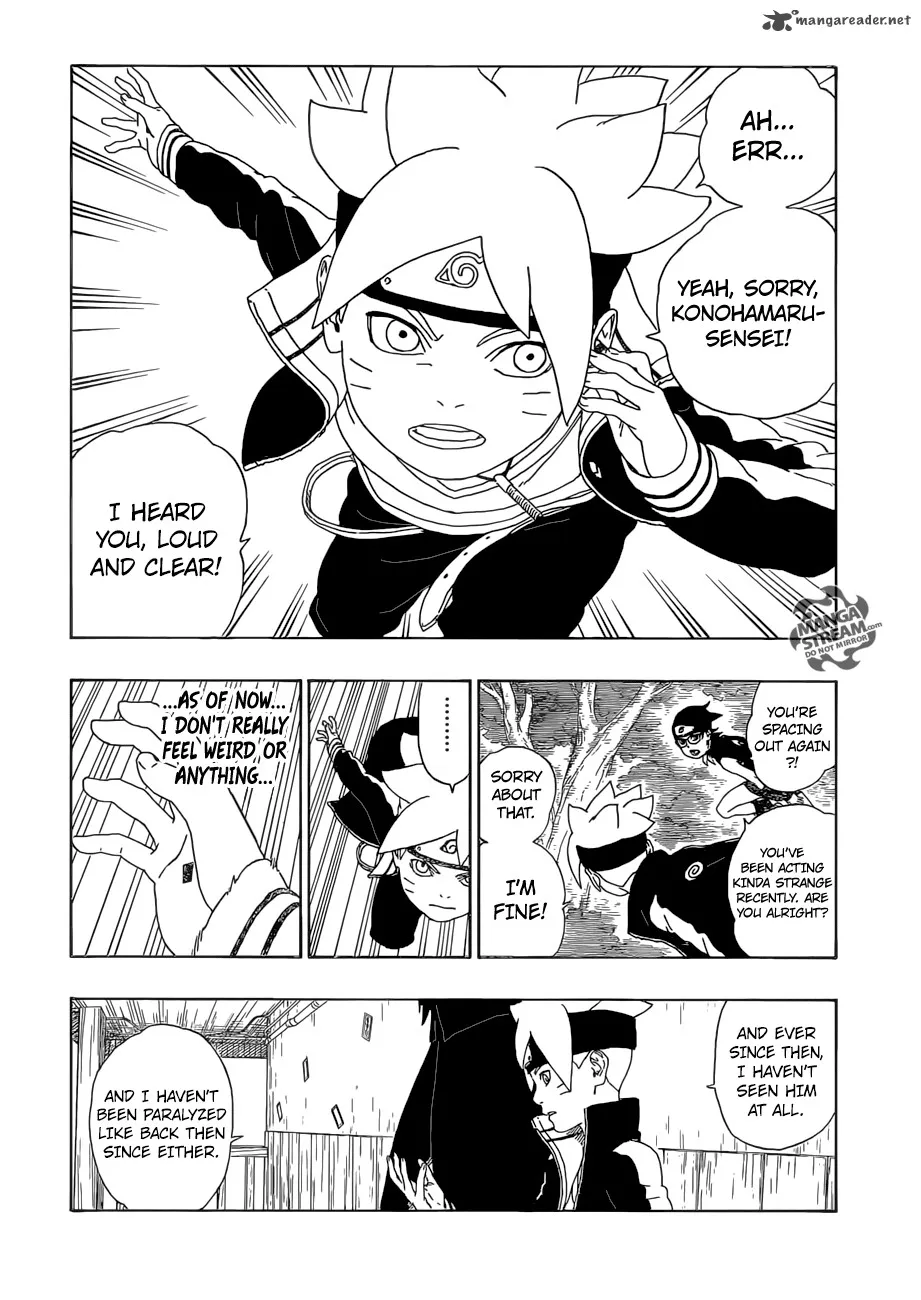 mangareader.net
AH...
ERR...
YEAH, SORRY,
KONOHAMARU-
SENSEI!
I HEARD
YOU, LOUD
AND CLEAR!
MANGA
STREAM.com
DO NOT MIRROR
YOU'RE
SPACING
OUT AGAIN
?!
YOU'VE
BEEN ACTING
KINDA STRANGE
RECENTLY. ARE
YOU ALRIGHT?
SORRY
ABOUT
THAT.
I'M
FINE!
.........
...AS OF NOW...
I DON'T REALLY
FEEL WEIRD OR
ANYTHING...
AND EVER
SINCE THEN,
I HAVEN'T
SEEN HIM
AT ALL.
AND I HAVEN'T
BEEN PARALYZED
LIKE BACK THEN
SINCE EITHER.